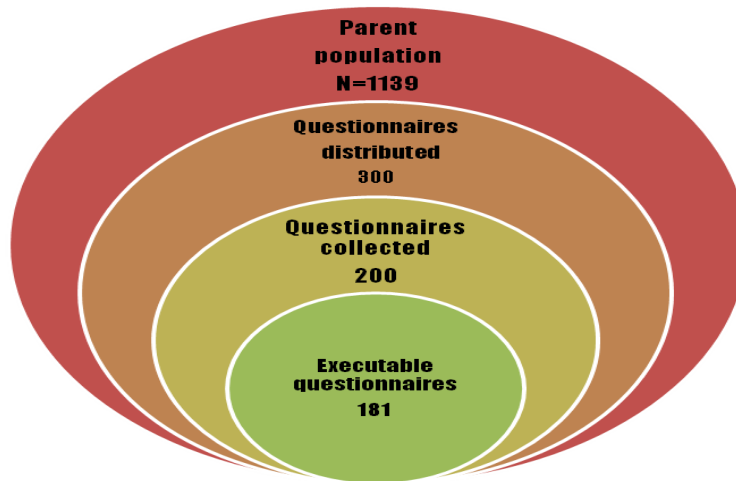 Parent
population
N=1139
Questionnaires
distributed
300
Questionnaires
collected
200
Executable
questionnaires
181